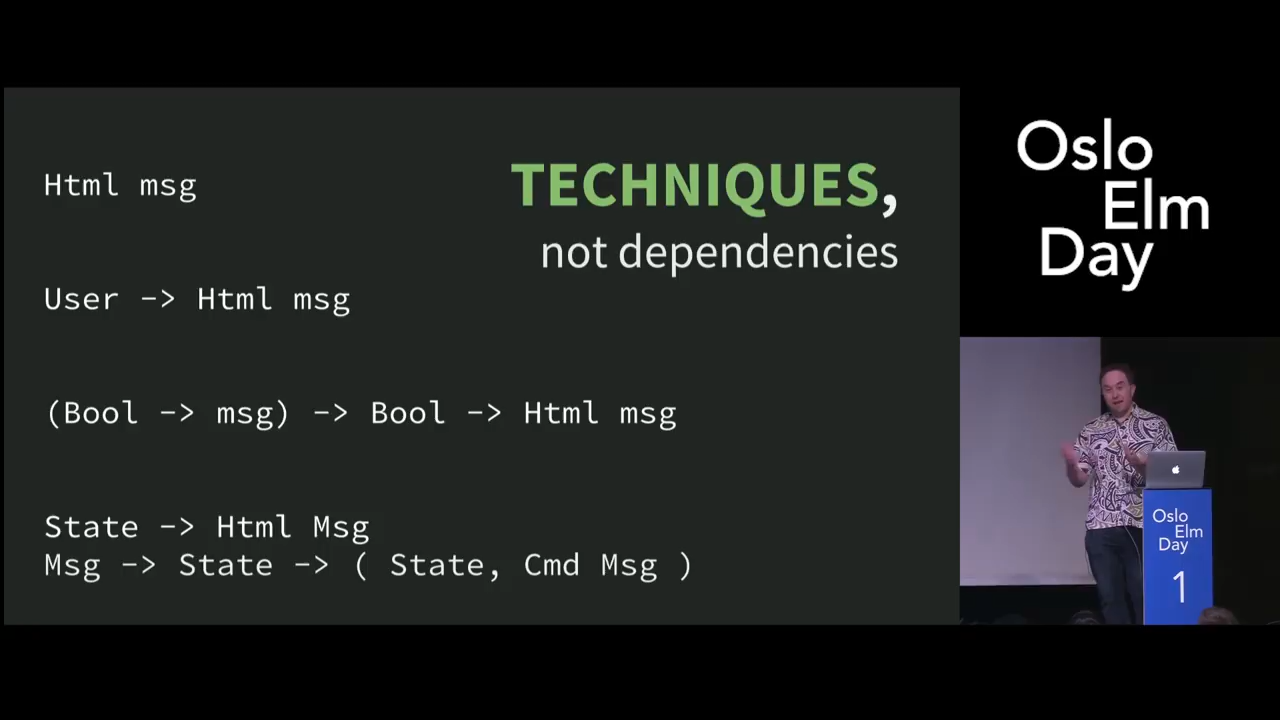 Html msg
TECHNIQUES,
not dependencies
User -> Html msg
(Bool -> msg) -> Bool -> Html msg
State -> Html Msg
Msg -> State -> ( State, Cmd Msg )
Oslo
Elm
Day
Oslo
Elm
Day
1